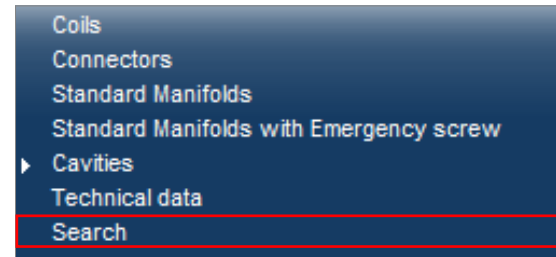 Coils
Connectors
Standard Manifolds
Standard Manifolds with Emergency screw
Cavities
Technical data
Search